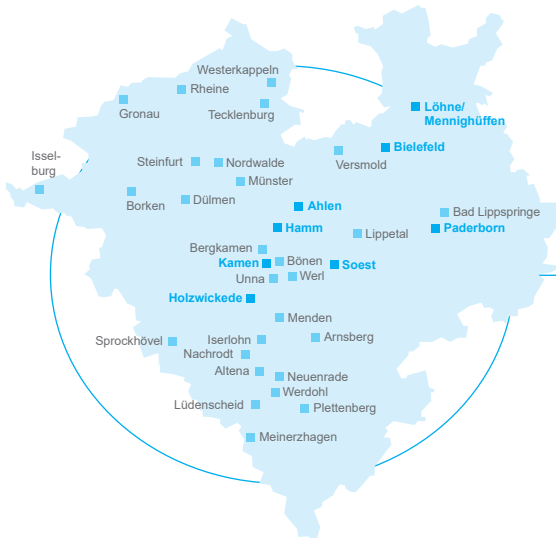 Westerkappeln
Rheine
Gronau
Tecklenburg
Löhne/
Mennighüffen
Bielefeld
Issel-
burg
Steinfurt
Nordwalde
Versmold
Münster
Borken
Dülmen
Ahlen
Bad Lippspringe
Hamm
Lippetal
Paderborn
Bergkamen
Kamen
Bönen
Soest
Unna
Werl
Holzwickede
Menden
Sprockhövel
Iserlohn
Arnsberg
Nachrodt
Altena
Neuenrade
Werdohl
Lüdenscheid
Plettenberg
Meinerzhagen